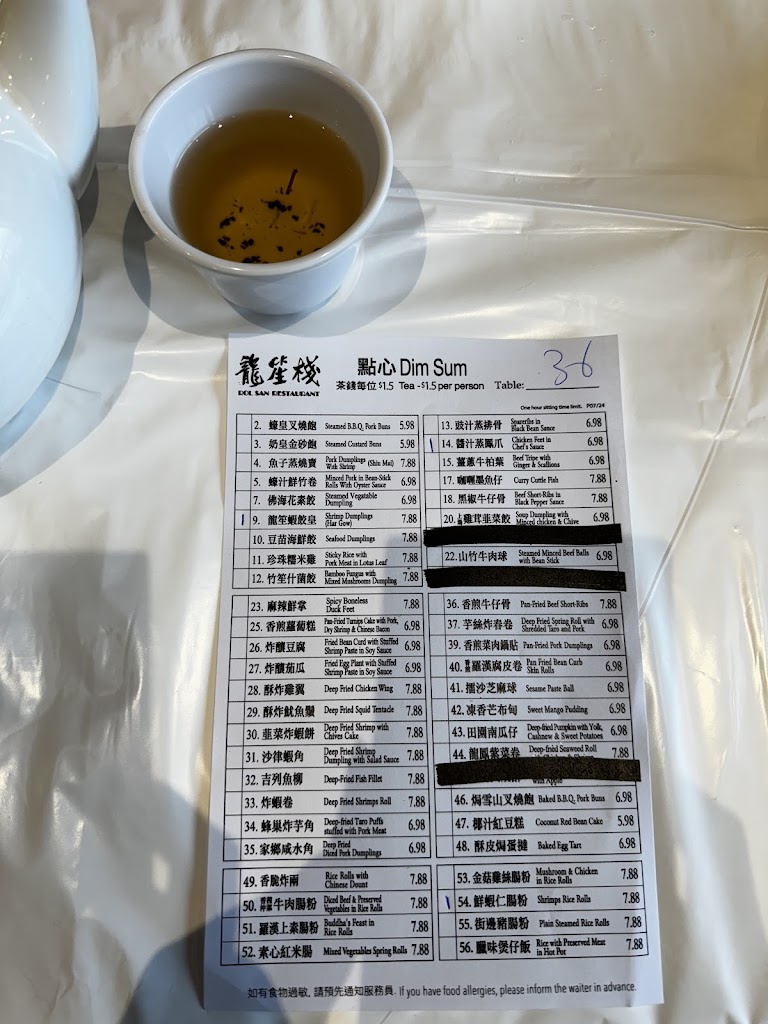 龍笙棧
ROL SAN RESTAURANT
點心 Dim Sum
茶錢每位 $1.5 Tea - $1.5 per person
Table: 36
One hour sitting time limit. P07/24
2. 蠔皇叉燒飽 Steamed B.B.Q. Pork Buns 5.98
3. 奶皇金砂飽 Steamed Custard Buns 5.98
4. 魚子蒸燒賣 Pork Dumplings With Shrimp (Shiu Mai) 7.88
5. 蠔汁鮮竹卷 Minced Pork in Bean-Stick Rolls With Oyster Sauce 6.98
7. 佛海花素餃 Steamed Vegatable Dumpling 6.98
9. 龍笙蝦餃皇 Shrimp Dumplings (Har Gow) 7.88
10. 豆苗海鮮餃 Seafood Dumplings 7.88
11. 珍珠糯米雞 Sticky Rice with Pork Meat in Lotus Leaf 7.88
12. 竹笙什菌餃 Bamboo Fungus with Mixed Mushrooms Dumpling 7.88
13. 豉汁蒸排骨 Spareribs in Black Bean Sauce 6.98
14. 醬汁蒸鳳爪 Chicken Feet in Chef's Sauce 6.98
15. 薑蔥牛柏葉 Beef Tripe with Ginger & Scallions 6.98
17. 咖喱墨魚仔 Curry Cuttle Fish 7.88
18. 黑椒牛仔骨 Beef Short-Ribs in Black Pepper Sauce 7.88
20. 雞茸韭菜餃 Soup Dumpling with Minced chicken & Chive 6.98
22. 山竹牛肉球 Steamed Minced Beef Balls with Bean Stick 6.98
23. 麻辣鮮掌 Spicy Boneless Duck Feet 7.88
25. 香煎蘿蔔糕 Pan-Fried Turnips Cake with Pork, Dry Shrimp & Chinese Bacon 6.98
26. 炸釀豆腐 Fried Bean Curd with Stuffed Shrimp Paste in Soy Sauce 6.98
27. 炸釀茄瓜 Fried Egg Plant with Stuffed Shrimp Paste in Soy Sauce 6.98
28. 酥炸雞翼 Deep Fried Chicken Wing 7.88
29. 酥炸魷魚鬚 Deep Fried Squid Tentacle 7.88
30. 韭菜炸蝦餅 Deep Fried Shrimp with Chives Cake 7.88
31. 沙律蝦角 Deep Fried Shrimp Dumpling with Salad Sauce 7.88
32. 吉列魚柳 Deep-Fried Fish Fillet 7.88
33. 炸蝦卷 Deep Fried Shrimps Roll 7.88
34. 蜂巢炸芋角 Deep-fried Taro Puffs stuffed with Pork Meat 6.98
35. 家鄉咸水角 Deep Fried Diced Pork Dumplings 6.98
36. 香煎牛仔骨 Pan-Fried Beef Short-Ribs 7.88
37. 芋絲炸春卷 Deep Fried Spring Roll with Shredded Taro and Pork 6.98
39. 香煎菜肉鍋貼 Pan-Fried Pork Dumplings 6.98
40. 羅漢腐皮卷 Pan Fried Bean Curb Skin Rolls 6.98
41. 擂沙芝麻球 Sesame Paste Ball 6.98
42. 凍香芒布甸 Sweet Mango Pudding 6.98
43. 田園南瓜仔 Deep-fried Pumpkin with Yolk, Cashnew & Sweet Potatoes 6.98
44. 龍鳳紫菜卷 Deep-fried Seaweed Roll 7.88
with Apple
46. 焗雪山叉燒飽 Baked B.B.Q. Pork Buns 6.98
47. 椰汁紅豆糕 Coconut Red Bean Cake 5.98
48. 酥皮焗蛋撻 Baked Egg Tart 6.98
49. 香脆炸兩 Rice Rolls with Chinese Dount 7.88
50. 牛肉腸粉 Diced Beef & Preserved Vegetables in Rice Rolls 7.88
51. 羅漢上素腸粉 Buddha's Feast in Rice Rolls 7.88
52. 素心紅米腸 Mixed Vegetables Spring Rolls 7.88
53. 金菇雞絲腸粉 Mushroom & Chicken in Rice Rolls 7.88
54. 鮮蝦仁腸粉 Shrimps Rice Rolls 7.88
55. 街邊豬腸粉 Plain Steamed Rice Rolls 7.88
56. 臘味煲仔飯 Rice with Preserved Meat in Hot Pot 7.88
如有食物過敏, 請預先通知服務員. If you have food allergies, please inform the waiter in advance.